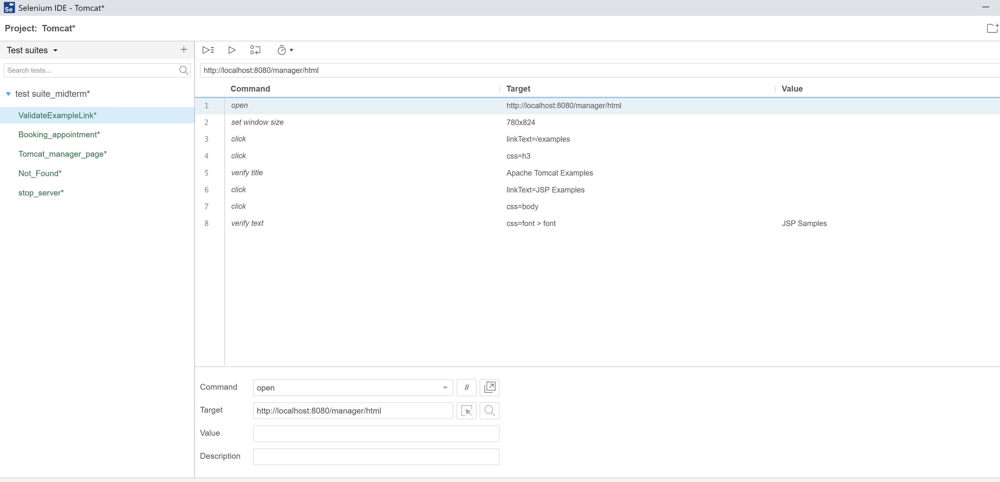 Se Selenium IDE - Tomcat*
Project: Tomcat*
Test suites
Search tests...
test suite_midterm*
ValidateExampleLink*
Booking_appointment*
Tomcat_manager_page*
Not_Found*
stop_server*
http://localhost:8080/manager/html
Command Target Value
1 open http://localhost:8080/manager/html
2 set window size 780x824
3 click linkText=/examples
4 click css=h3
5 verify title Apache Tomcat Examples
6 click linkText=JSP Examples
7 click css=body
8 verify text css=font > font JSP Samples
Command open //
Target http://localhost:8080/manager/html
Value
Description